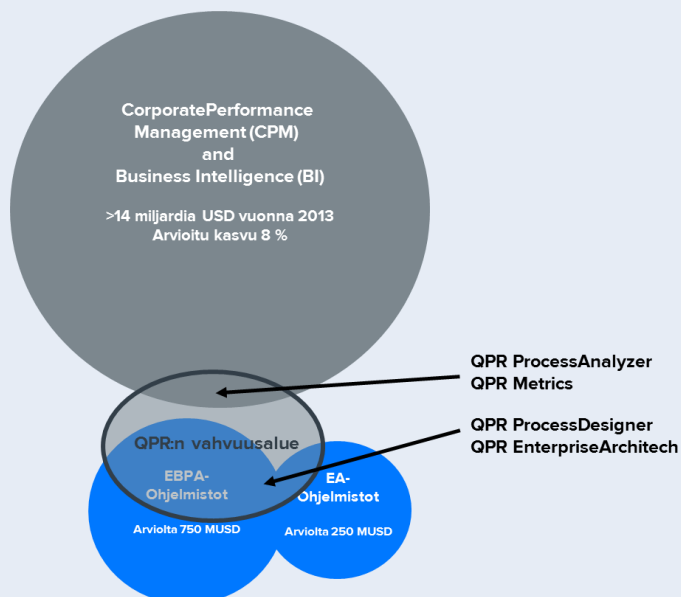 CorporatePerformance
Management (CPM)
and
Business Intelligence (BI)
>14 miljardia USD vuonna 2013
Arvioitu kasvu 8 %
QPR ProcessAnalyzer
QPR Metrics
QPR ProcessDesigner
QPR EnterpriseArchitech
QPR:n vahvuusalue
EBPA-
Ohjelmistot
Arviolta 750 MUSD
EA-
Ohjelmistot
Arviolta 250 MUSD